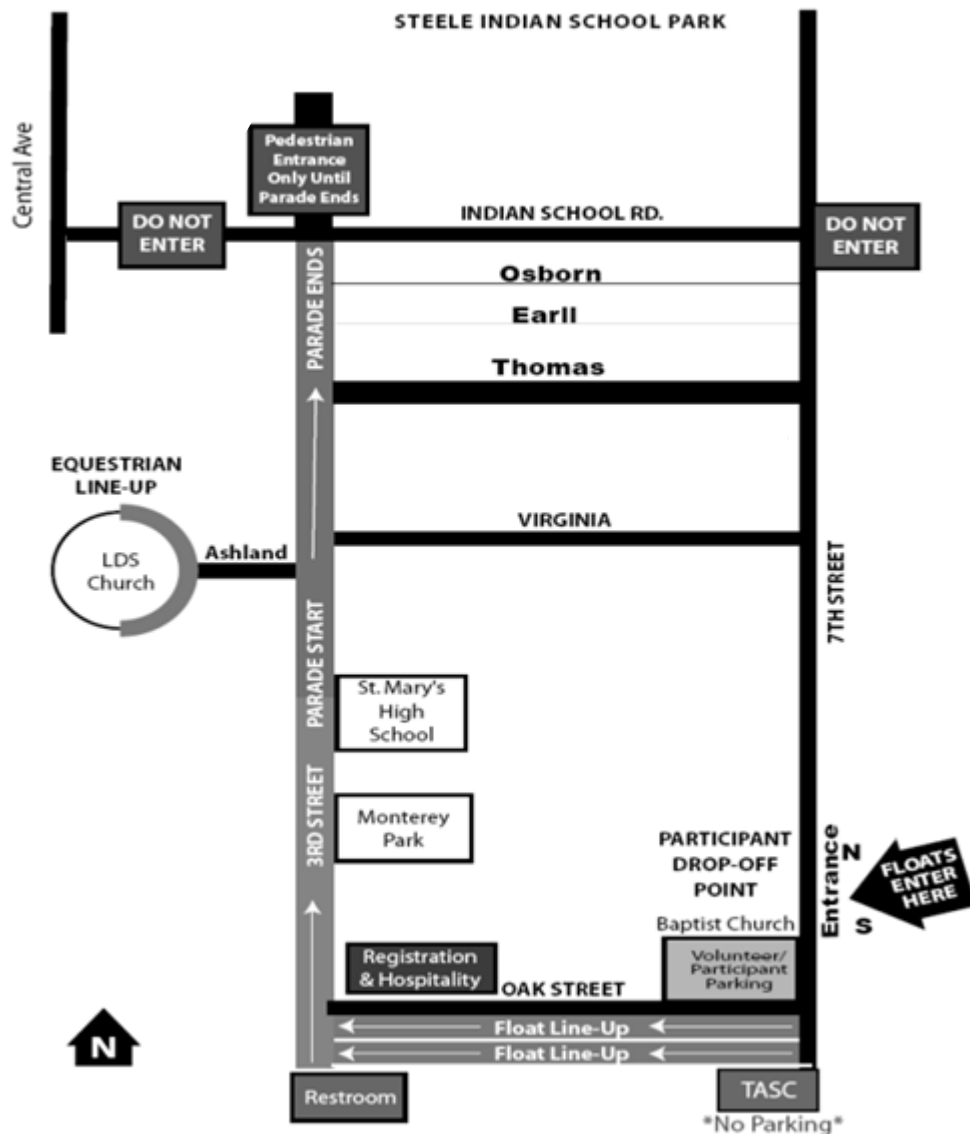 STEELE INDIAN SCHOOL PARK
Central Ave
Pedestrian
Entrance
Only Until
Parade Ends
DO NOT
ENTER
INDIAN SCHOOL RD.
DO NOT
ENTER
Osborn
Earll
Thomas
PARADE ENDS
EQUESTRIAN
LINE-UP
LDS
Church
Ashland
VIRGINIA
7TH STREET
PARADE START
St. Mary's
High
School
3RD STREET
Monterey
Park
PARTICIPANT
DROP-OFF
POINT
Entrance
N
S
FLOATS
ENTER
HERE
Baptist Church
Volunteer/
Participant
Parking
Registration
& Hospitality
OAK STREET
Float Line-Up
Float Line-Up
N
Restroom
TASC
*No Parking*